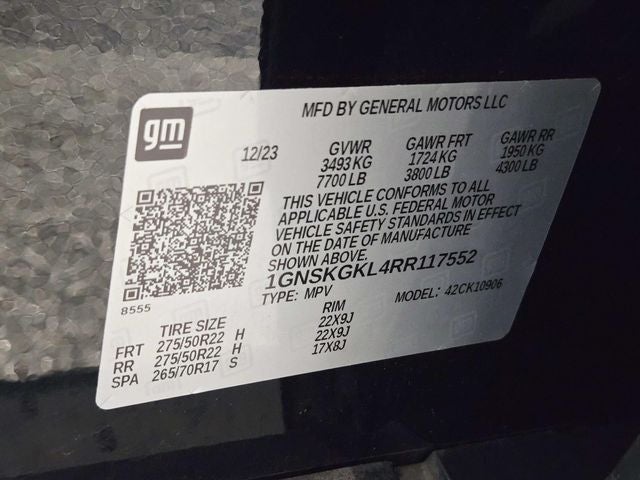 gm
MFD BY GENERAL MOTORS LLC
12/23 GVWR GAWR FRT GAWR RR
3493 KG 1724 KG 1950 KG
7700 LB 3800 LB 4300 LB
THIS VEHICLE CONFORMS TO ALL
APPLICABLE U.S. FEDERAL MOTOR
VEHICLE SAFETY STANDARDS IN EFFECT
ON THE DATE OF MANUFACTURE
SHOWN ABOVE.
1GNSKGKL4RR117552
TYPE: MPV MODEL: 42CK10906
8555
TIRE SIZE RIM
FRT 275/50R22 H 22X9J
RR 275/50R22 H 22X9J
SPA 265/70R17 S 17X8J